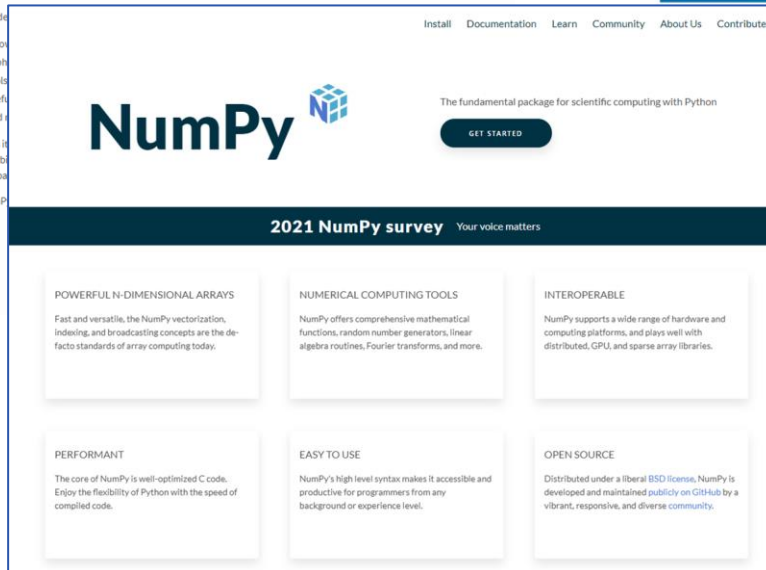 Install Documentation Learn Community About Us Contribute
NumPy
The fundamental package for scientific computing with Python
GET STARTED
2021 NumPy survey Your voice matters
POWERFUL N-DIMENSIONAL ARRAYS
Fast and versatile, the NumPy vectorization,
indexing, and broadcasting concepts are the de-
facto standards of array computing today.
NUMERICAL COMPUTING TOOLS
NumPy offers comprehensive mathematical
functions, random number generators, linear
algebra routines, Fourier transforms, and more.
INTEROPERABLE
NumPy supports a wide range of hardware and
computing platforms, and plays well with
distributed, GPU, and sparse array libraries.
PERFORMANT
The core of NumPy is well-optimized C code.
Enjoy the flexibility of Python with the speed of
compiled code.
EASY TO USE
NumPy's high level syntax makes it accessible and
productive for programmers from any
background or experience level.
OPEN SOURCE
Distributed under a liberal BSD license, NumPy is
developed and maintained publicly on GitHub by a
vibrant, responsive, and diverse community.